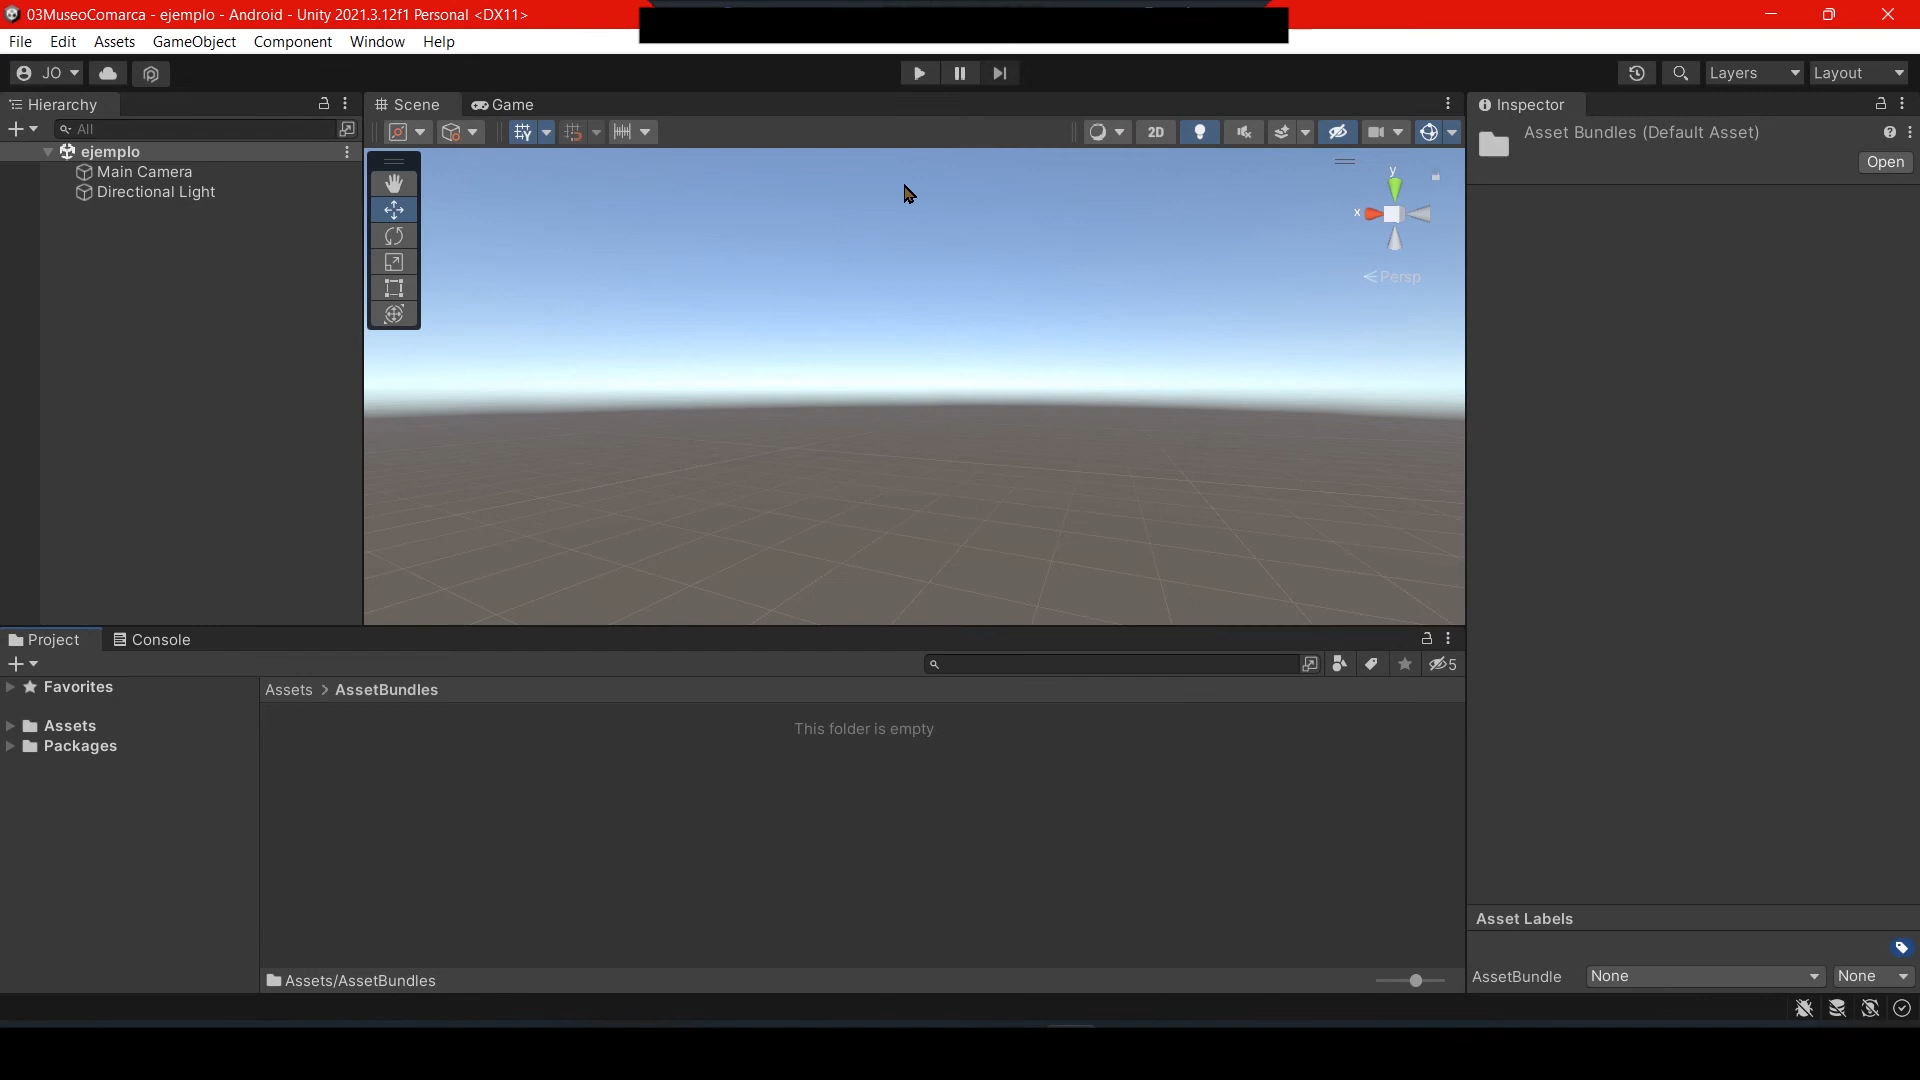 03MuseoComarca - ejemplo - Android - Unity 2021.3.12f1 Personal <DX11>
File Edit Assets GameObject Component Window Help
JO
Layers
Layout
Hierarchy
Scene
Game
Inspector
All
2D
Asset Bundles (Default Asset)
Open
ejemplo
Main Camera
Directional Light
y
x
Persp
Project
Console
5
Favorites
Assets
Packages
Assets > AssetBundles
This folder is empty
Assets/AssetBundles
Asset Labels
AssetBundle
None
None